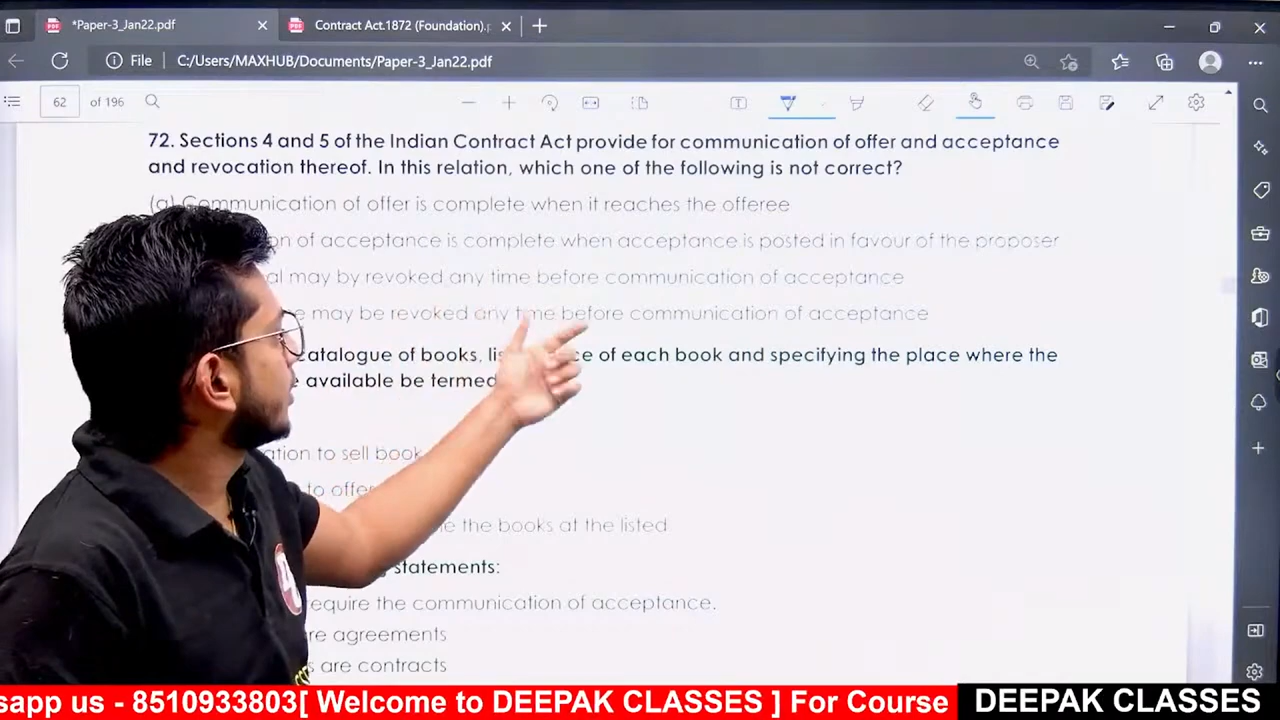 *Paper-3_Jan22.pdf
Contract Act.1872 (Foundation).
File C:/Users/MAXHUB/Documents/Paper-3_Jan22.pdf
62 of 196
72. Sections 4 and 5 of the Indian Contract Act provide for communication of offer and acceptance
and revocation thereof. In this relation, which one of the following is not correct?
(a) Communication of offer is complete when it reaches the offeree
on of acceptance is complete when acceptance is posted in favour of the proposer
al may by revoked any time before communication of acceptance
e may be revoked any time before communication of acceptance
catalogue of books, ce of each book and specifying the place where the
e available be termed
ation to sell book
to offer
e the books at the listed
statements:
require the communication of acceptance.
re agreements
s are contracts
sapp us - 8510933803[ Welcome to DEEPAK CLASSES ] For Course
DEEPAK CLASSES